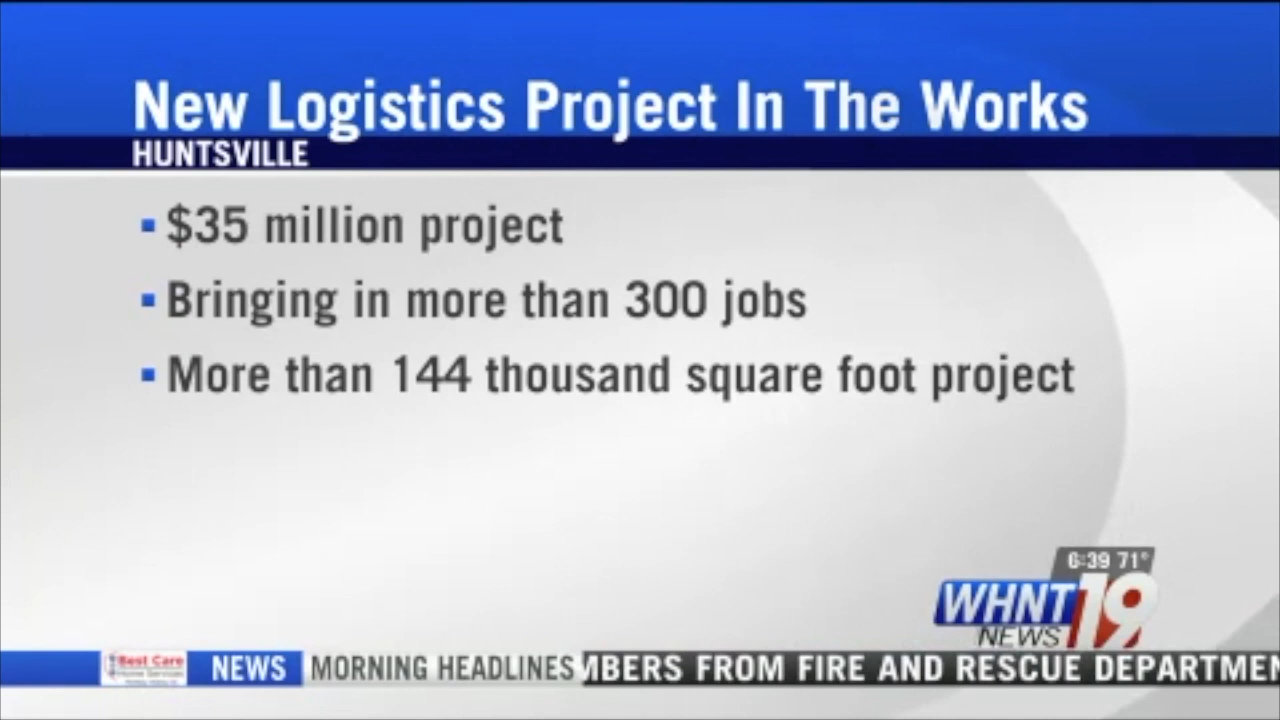 New Logistics Project In The Works
HUNTSVILLE
▪ $35 million project
▪ Bringing in more than 300 jobs
▪ More than 144 thousand square foot project
6:39 71°
WHNT 19
NEWS
Best Care
Home Services
NEWS MORNING HEADLINES MBERS FROM FIRE AND RESCUE DEPARTMEN